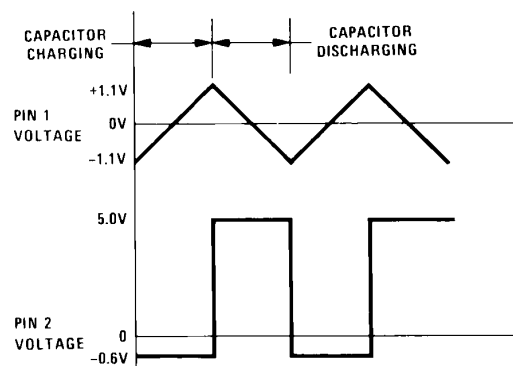 CAPACITOR
CHARGING
CAPACITOR
DISCHARGING
+1.1V
PIN 1
VOLTAGE
0V
−1.1V
5.0V
PIN 2
VOLTAGE
0
−0.6V